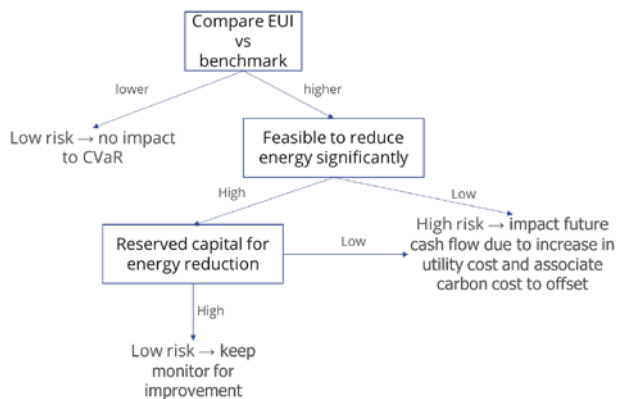 Compare EUI
vs
benchmark
lower
higher
Low risk → no impact
to CVaR
Feasible to reduce
energy significantly
High
Low
Reserved capital for
energy reduction
Low
High risk → impact future
cash flow due to increase in
utility cost and associate
carbon cost to offset
High
Low risk → keep
monitor for
improvement